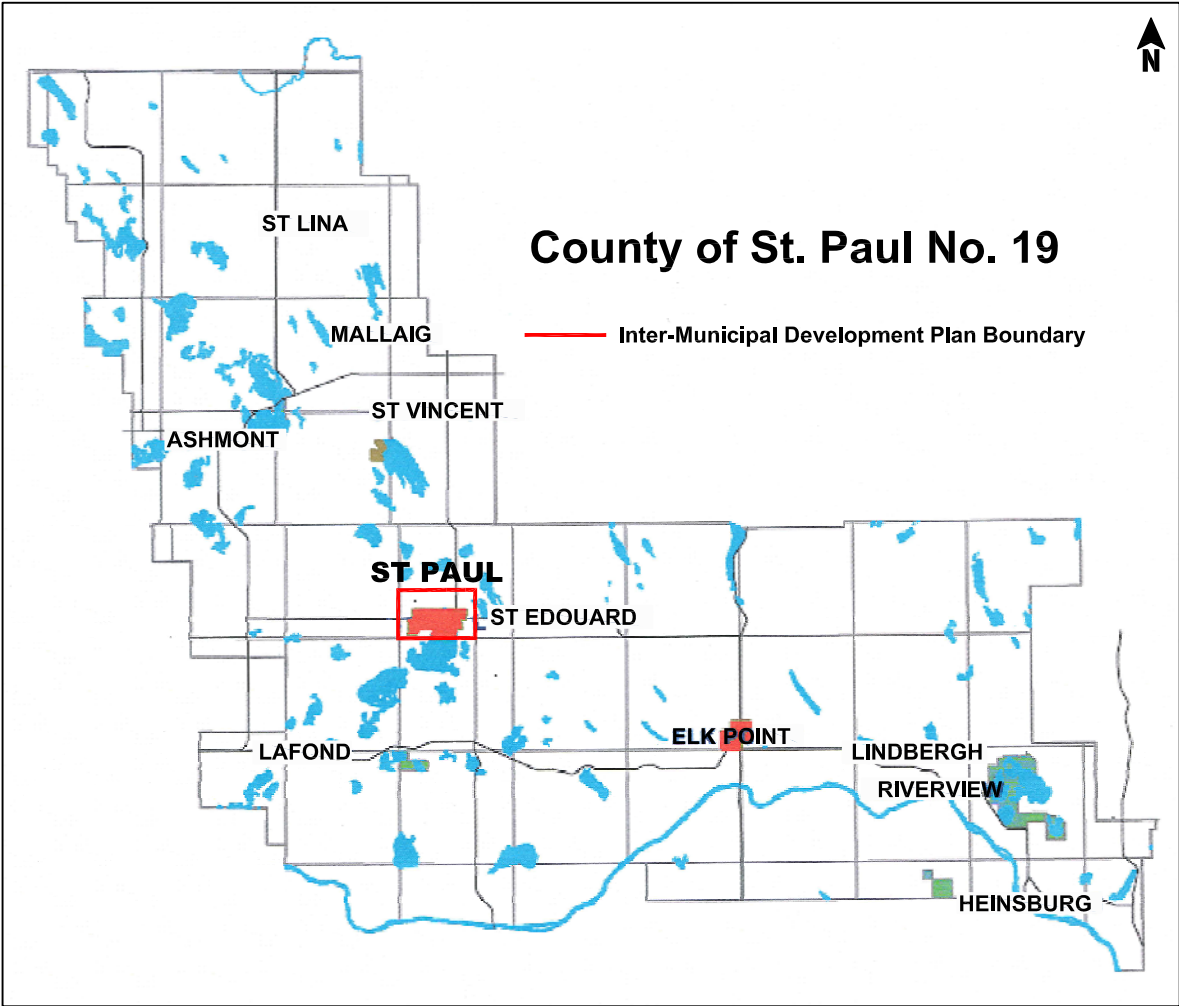 N
ST LINA
County of St. Paul No. 19
MALLAIG
Inter-Municipal Development Plan Boundary
ST VINCENT
ASHMONT
ST PAUL
ST EDOUARD
ELK POINT
LAFOND
LINDBERGH
RIVERVIEW
HEINSBURG